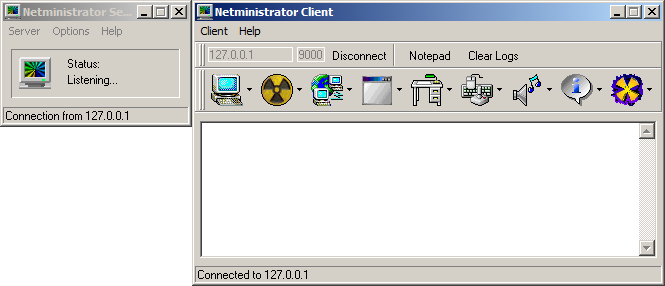 Netministrator Se...
Server Options Help
Status:
Listening...
Connection from 127.0.0.1
Netministrator Client
Client Help
127.0.0.1 9000 Disconnect Notepad Clear Logs
Connected to 127.0.0.1